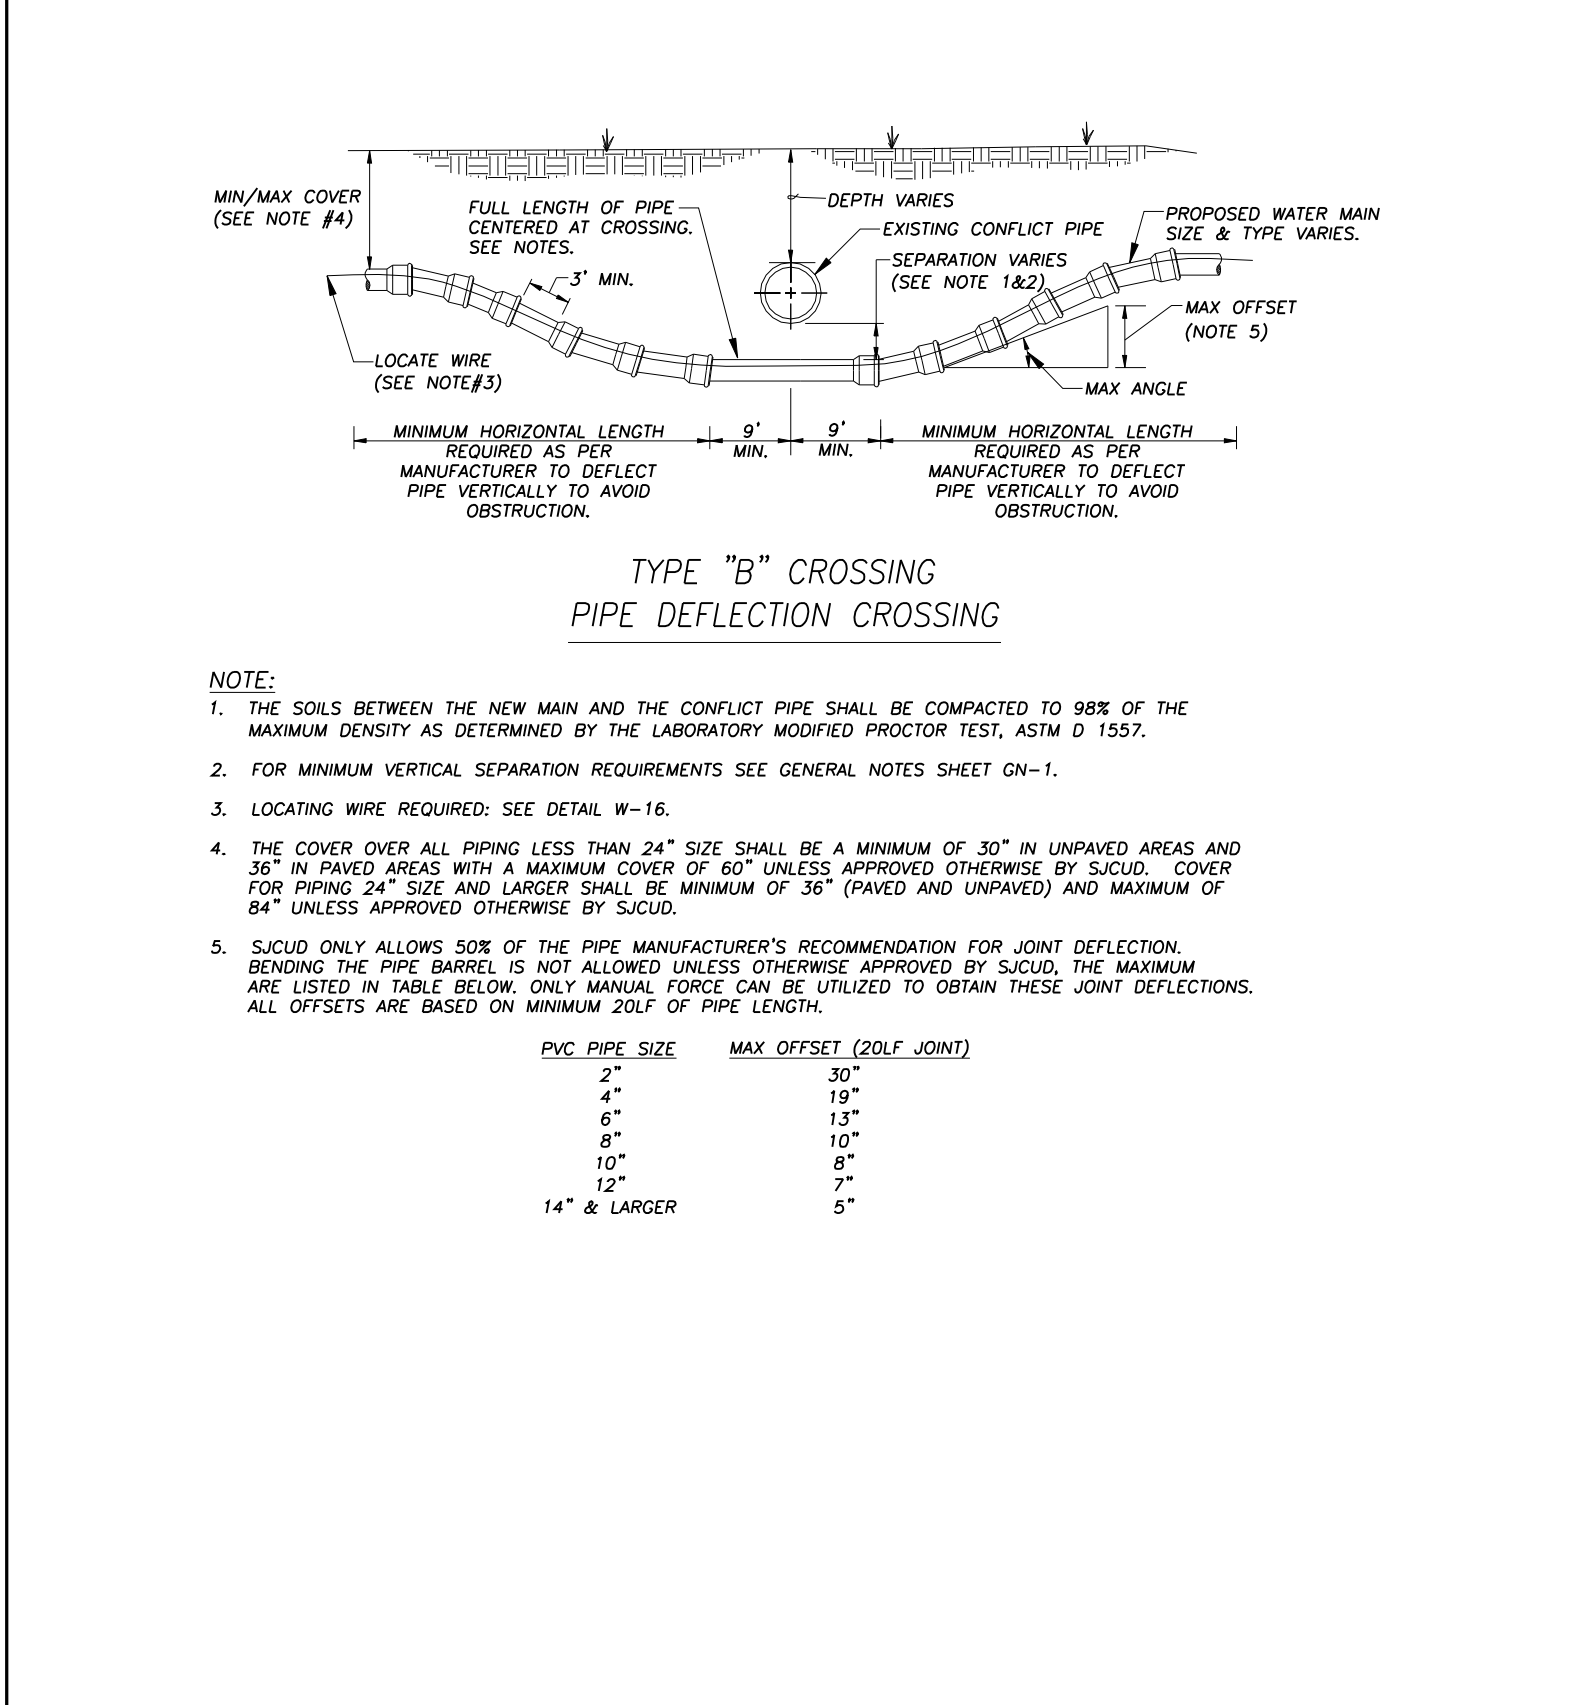 MIN/MAX COVER
(SEE NOTE #4)
FULL LENGTH OF PIPE
CENTERED AT CROSSING.
SEE NOTES.
3' MIN.
DEPTH VARIES
EXISTING CONFLICT PIPE
SEPARATION VARIES
(SEE NOTE 1&2)
PROPOSED WATER MAIN
SIZE & TYPE VARIES.
MAX OFFSET
(NOTE 5)
MAX ANGLE
LOCATE WIRE
(SEE NOTE#3)
MINIMUM HORIZONTAL LENGTH
REQUIRED AS PER
MANUFACTURER TO DEFLECT
PIPE VERTICALLY TO AVOID
OBSTRUCTION.
9'
MIN.
9'
MIN.
MINIMUM HORIZONTAL LENGTH
REQUIRED AS PER
MANUFACTURER TO DEFLECT
PIPE VERTICALLY TO AVOID
OBSTRUCTION.
TYPE "B" CROSSING
PIPE DEFLECTION CROSSING
NOTE:
1. THE SOILS BETWEEN THE NEW MAIN AND THE CONFLICT PIPE SHALL BE COMPACTED TO 98% OF THE
MAXIMUM DENSITY AS DETERMINED BY THE LABORATORY MODIFIED PROCTOR TEST, ASTM D 1557.
2. FOR MINIMUM VERTICAL SEPARATION REQUIREMENTS SEE GENERAL NOTES SHEET GN-1.
3. LOCATING WIRE REQUIRED: SEE DETAIL W-16.
4. THE COVER OVER ALL PIPING LESS THAN 24" SIZE SHALL BE A MINIMUM OF 30" IN UNPAVED AREAS AND
36" IN PAVED AREAS WITH A MAXIMUM COVER OF 60" UNLESS APPROVED OTHERWISE BY SJCUD. COVER
FOR PIPING 24" SIZE AND LARGER SHALL BE MINIMUM OF 36" (PAVED AND UNPAVED) AND MAXIMUM OF
84" UNLESS APPROVED OTHERWISE BY SJCUD.
5. SJCUD ONLY ALLOWS 50% OF THE PIPE MANUFACTURER'S RECOMMENDATION FOR JOINT DEFLECTION.
BENDING THE PIPE BARREL IS NOT ALLOWED UNLESS OTHERWISE APPROVED BY SJCUD, THE MAXIMUM
ARE LISTED IN TABLE BELOW. ONLY MANUAL FORCE CAN BE UTILIZED TO OBTAIN THESE JOINT DEFLECTIONS.
ALL OFFSETS ARE BASED ON MINIMUM 20LF OF PIPE LENGTH.
PVC PIPE SIZE MAX OFFSET (20LF JOINT)
2" 30"
4" 19"
6" 13"
8" 10"
10" 8"
12" 7"
14" & LARGER 5"